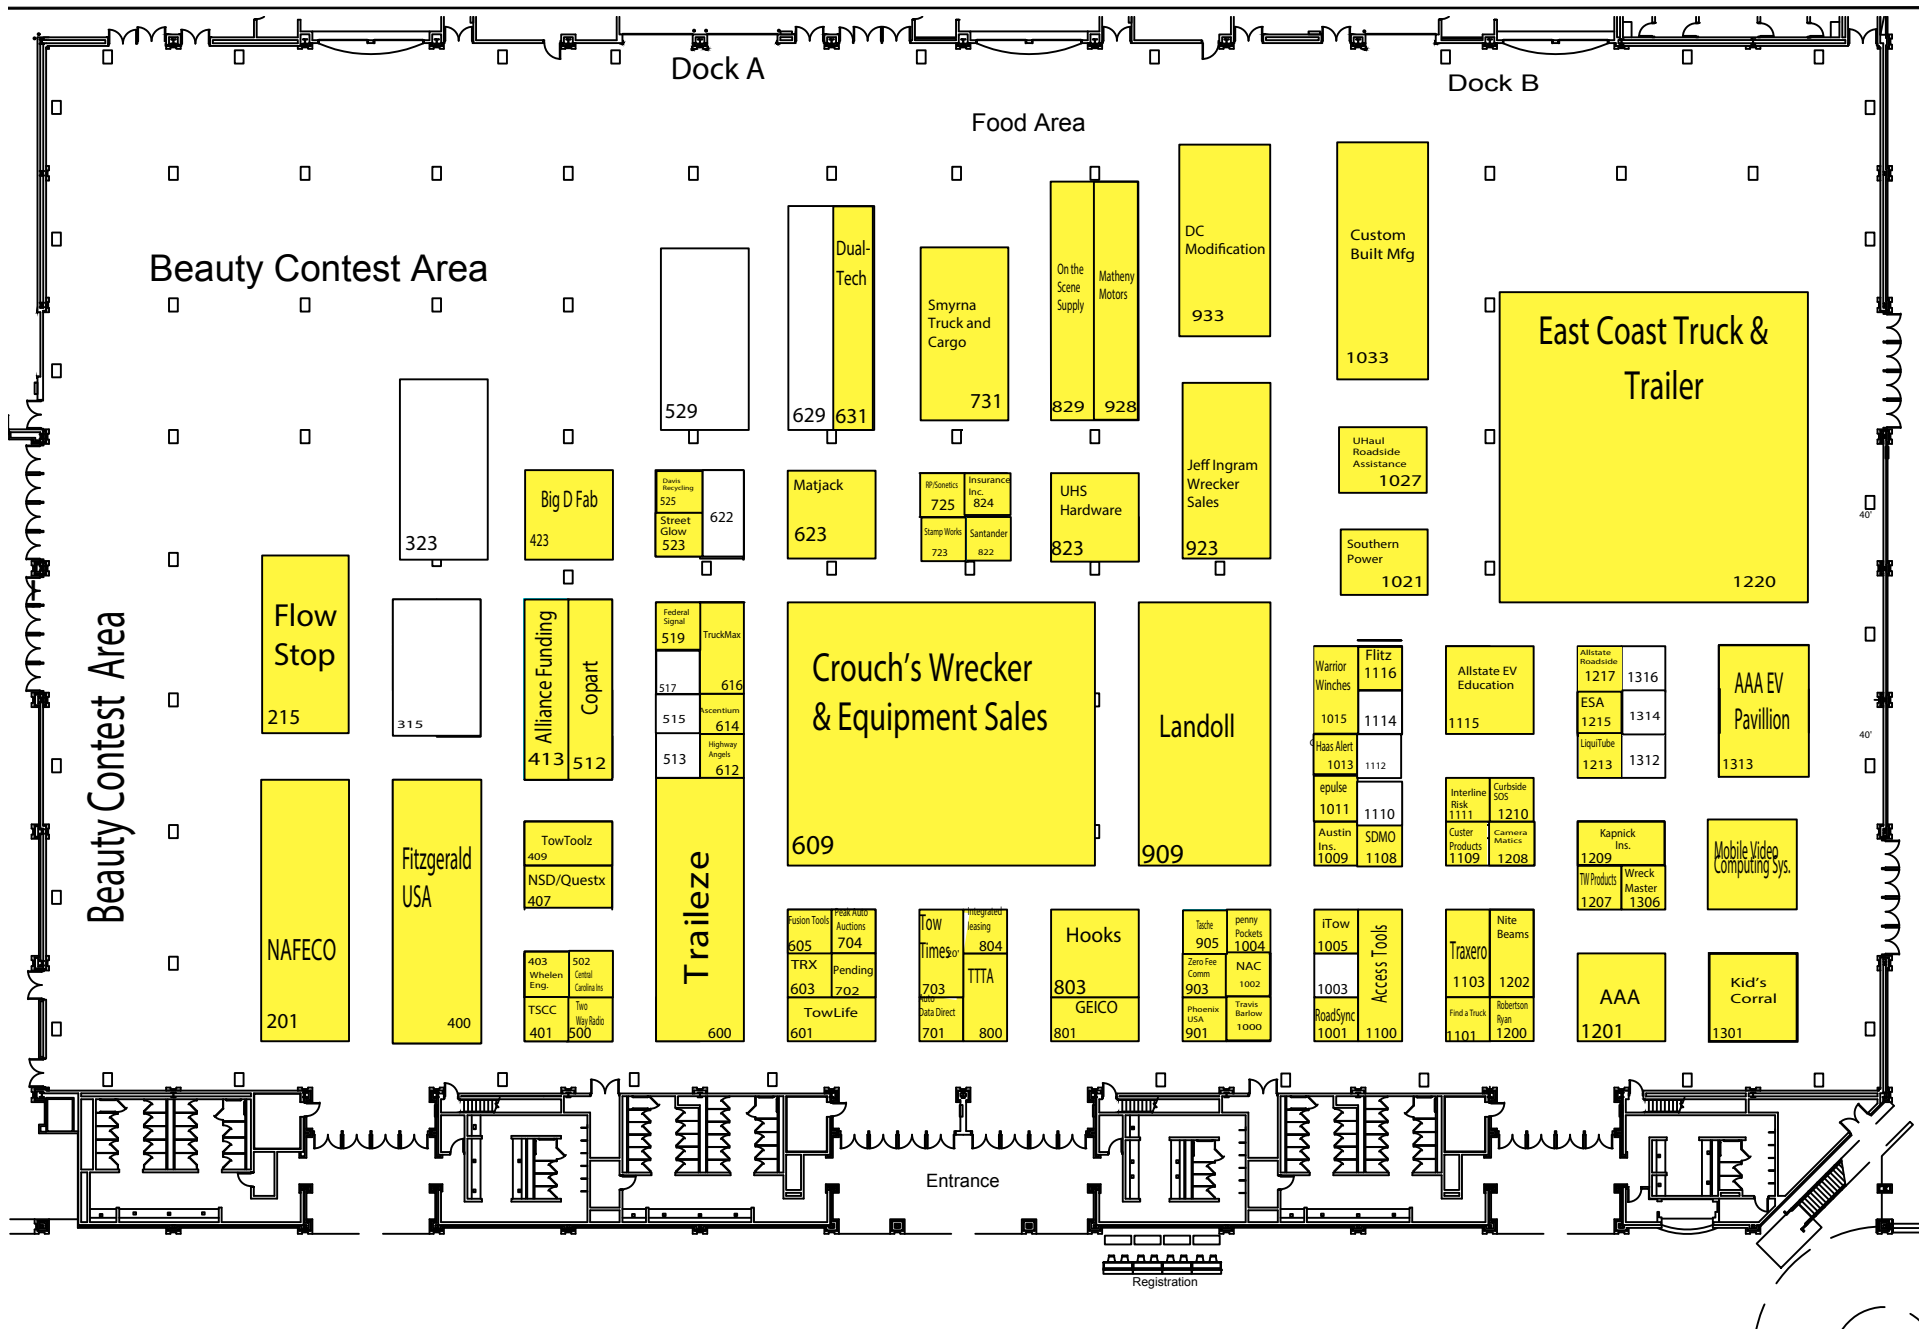 Dock A
Dock B
Food Area
Beauty Contest Area
Beauty Contest Area
529
629
Dual-
Tech
631
Smyrna
Truck and
Cargo
731
On the
Scene
Supply
829
Matheny
Motors
928
DC
Modification
933
Custom
Built Mfg
1033
East Coast Truck &
Trailer
1220
323
Big D Fab
423
Davis
Recycling
525
Street
Glow
523
622
Matjack
623
RP/Sonetics
725
Insurance
Inc.
824
Stamp Works
723
Santander
822
UHS
Hardware
823
Jeff Ingram
Wrecker
Sales
923
UHaul
Roadside
Assistance
1027
Southern
Power
1021
40'
40'
Flow
Stop
215
315
Alliance Funding
413
Copart
512
Federal
Signal
519
TruckMax
616
517
515
Ascentium
614
513
Highway
Angels
612
Crouch's Wrecker
& Equipment Sales
609
Landoll
909
Warrior
Winches
1015
Flitz
1116
1114
Haas Alert
1013
1112
epulse
1011
1110
Austin
Ins.
1009
SDMO
1108
Allstate EV
Education
1115
Allstate
Roadside
1217
1316
ESA
1215
1314
LiquiTube
1213
1312
AAA EV
Pavillion
1313
Interline
Risk
1111
Curbside
SOS
1210
Custer
Products
1109
Camera
Matics
1208
Kapnick
Ins.
1209
TW Products
1207
Wreck
Master
1306
Mobile Video
Computing Sys.
NAFECO
201
Fitzgerald
USA
400
TowToolz
409
NSD/Questx
407
403
Whelen
Eng.
502
Central
Carolina Ins
TSCC
401
Two
Way Radio
500
Traileze
600
Fusion Tools
605
Peak Auto
Auctions
704
TRX
603
Pending
702
TowLife
601
Tow
Times
20'
703
Integrated
leasing
804
Auto
Data Direct
701
TTTA
800
Hooks
803
GEICO
801
Tasche
905
penny
Pockets
1004
Zero Fee
Comm
903
NAC
1002
Phoenix
USA
901
Travis
Barlow
1000
iTow
1005
1003
RoadSync
1001
Access Tools
1100
Traxero
1103
Nite
Beams
1202
Find a Truck
1101
Robertson
Ryan
1200
AAA
1201
Kid's
Corral
1301
Entrance
Registration